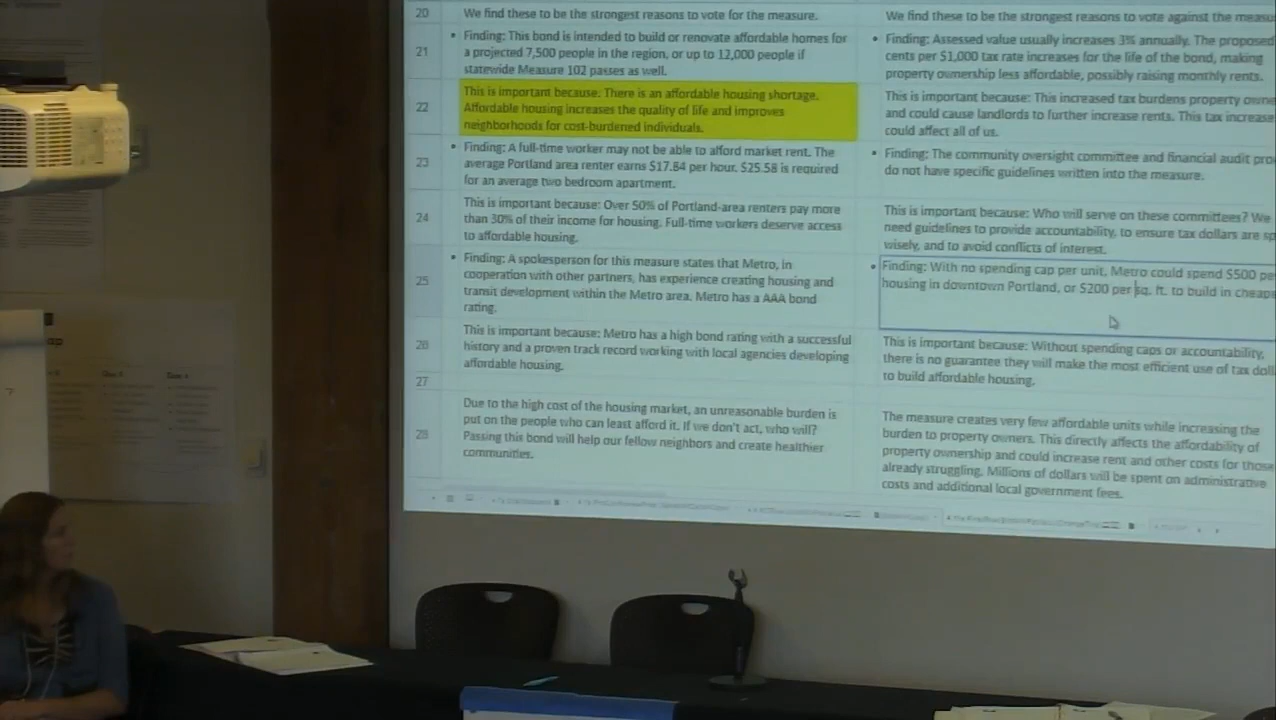 20
We find these to be the strongest reasons to vote for the measure.
We find these to be the strongest reasons to vote against the
21
• Finding: This bond is intended to build or renovate affordable homes for
a projected 7,500 people in the region, or up to 12,000 people if
statewide Measure 102 passes as well.
• Finding: Assessed value usually increases 3% annually. The proposed
cents per $1,000 tax rate increases for the life of the bond, making
property ownership less affordable, possibly raising monthly rents.
22
This is important because: There is an affordable housing shortage.
Affordable housing increases the quality of life and improves
neighborhoods for cost-burdened individuals.
This is important because: This increased tax burdens property
and could cause landlords to further increase rents. This tax increase
could affect all of us.
23
• Finding: A full-time worker may not be able to afford market rent. The
average Portland area renter earns $17.84 per hour. $25.58 is required
for an average two bedroom apartment.
• Finding: The community oversight committee and financial audit
do not have specific guidelines written into the measure.
24
This is important because: Over 50% of Portland-area renters pay more
than 30% of their income for housing. Full-time workers deserve access
to affordable housing.
This is important because: Who will serve on these committees? We
need guidelines to provide accountability, to ensure tax dollars are
wisely, and to avoid conflicts of interest.
25
• Finding: A spokesperson for this measure states that Metro, in
cooperation with other partners, has experience creating housing and
transit development within the Metro area. Metro has a AAA bond
rating.
• Finding: With no spending cap per unit, Metro could spend $500
housing in downtown Portland, or $200 per sq. ft. to build in
26
This is important because: Metro has a high bond rating with a successful
history and a proven track record working with local agencies developing
affordable housing.
This is important because: Without spending caps or accountability,
there is no guarantee they will make the most efficient use of tax
to build affordable housing.
27
28
Due to the high cost of the housing market, an unreasonable burden is
put on the people who can least afford it. If we don't act, who will?
Passing this bond will help our fellow neighbors and create healthier
communities.
The measure creates very few affordable units while increasing the
burden to property owners. This directly affects the affordability of
property ownership and could increase rent and other costs for those
already struggling. Millions of dollars will be spent on administrative
costs and additional local government fees.